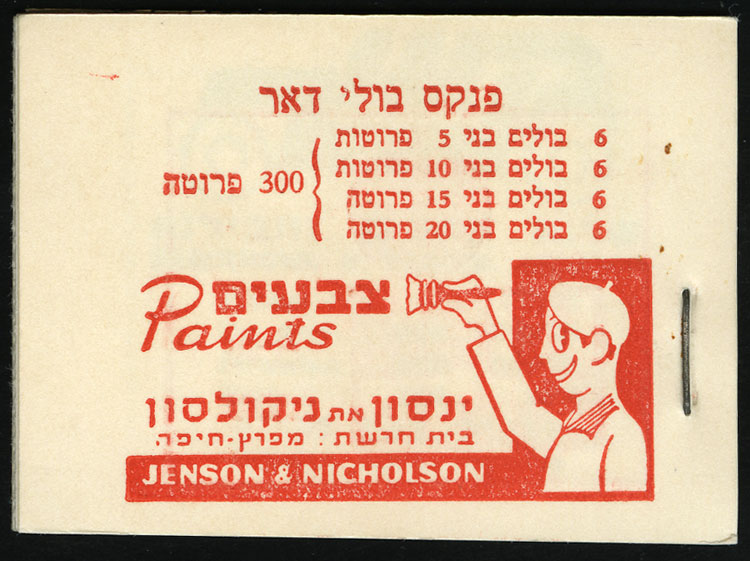 פנקס בולי דאר
6 בולים בני 5 פרוטות
6 בולים בני 10 פרוטות
6 בולים בני 15 פרוטה
6 בולים בני 20 פרוטה
300 פרוטה
צבעים
Paints
ינסון את ניקולסון
בית חרשת: מפרץ-חיפה
JENSON & NICHOLSON